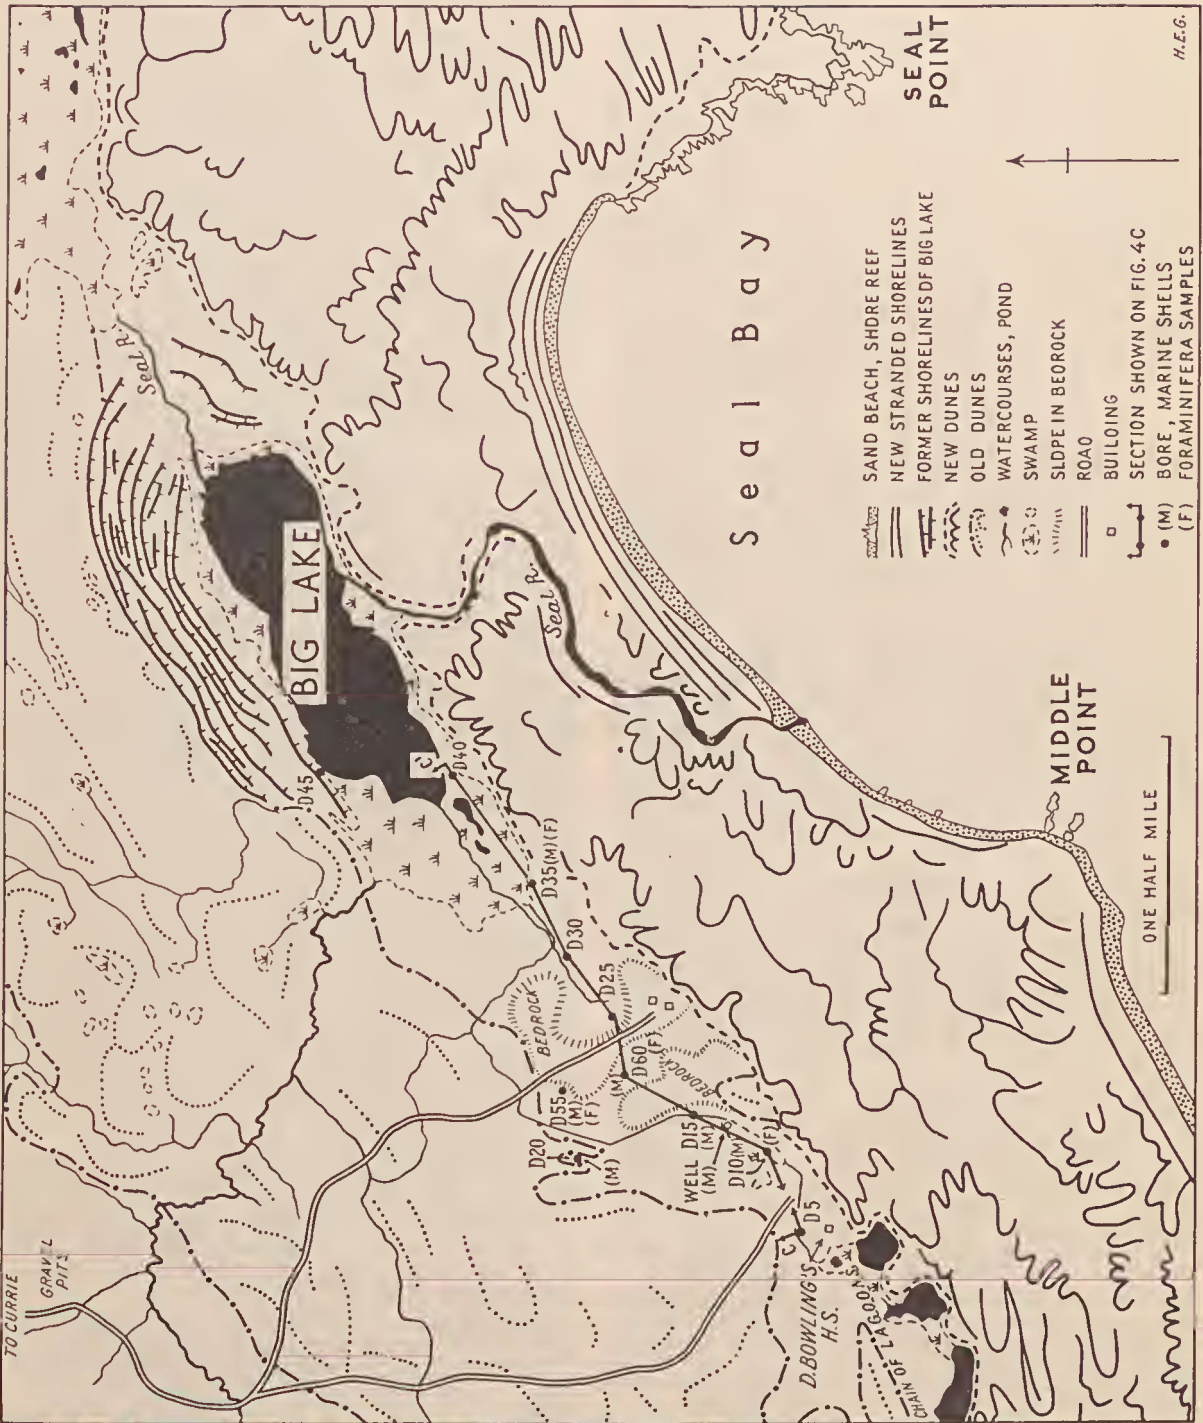 TO CURRIE
GRAVEL
PITS
Seal R.
BIG LAKE
D45
C'
D40
D35(M)(F)
D30
BEDROCK
D25
D60
(F)
(M)
D55
(M)
(F)
D20
(M)
BEDROCK
WELL
(M)
D15
(M)
D10(M)
(F)
C
D5
D.BOWLING'S
H.S.
CHAIN OF LAGOONS
Seal R.
Seal Bay
SEAL
POINT
MIDDLE
POINT
ONE HALF MILE
SAND BEACH, SHORE REEF
NEW STRANDED SHORELINES
FORMER SHORELINES OF BIG LAKE
NEW DUNES
OLD DUNES
WATERCOURSES, POND
SWAMP
SLOPE IN BEDROCK
ROAD
BUILDING
SECTION SHOWN ON FIG. 4C
(M) BORE, MARINE SHELLS
(F) FORAMINIFERA SAMPLES
H.E.G.